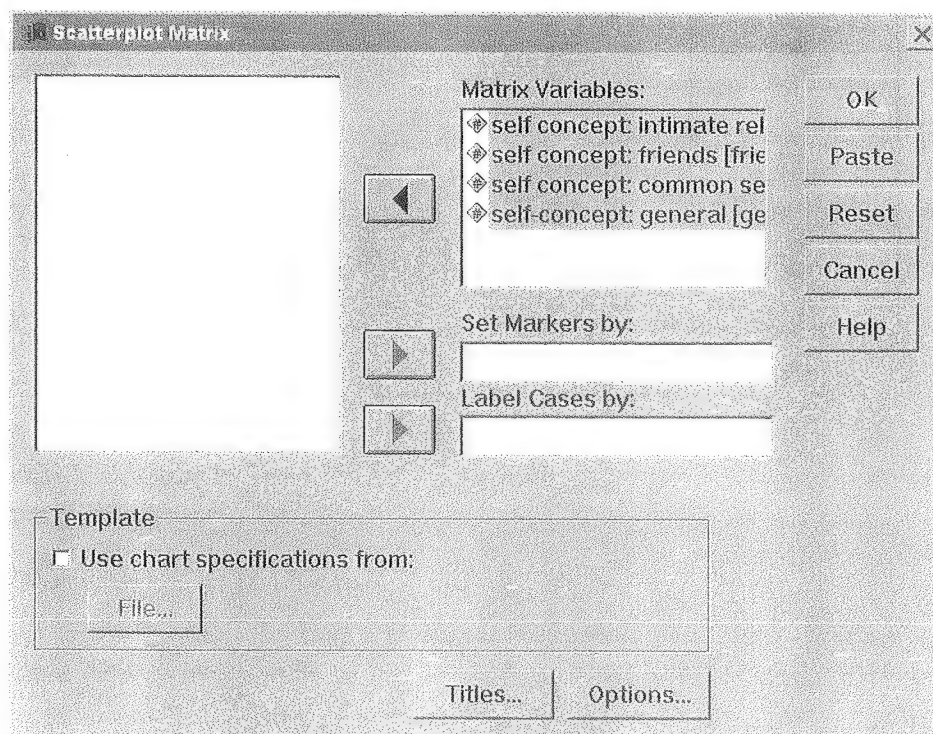 Scatterplot Matrix
Matrix Variables:
self concept: intimate rel
self concept: friends [frie
self concept: common se
self-concept: general [ge
OK
Paste
Reset
Cancel
Help
Set Markers by:
Label Cases by:
Template
Use chart specifications from:
File...
Titles...
Options...